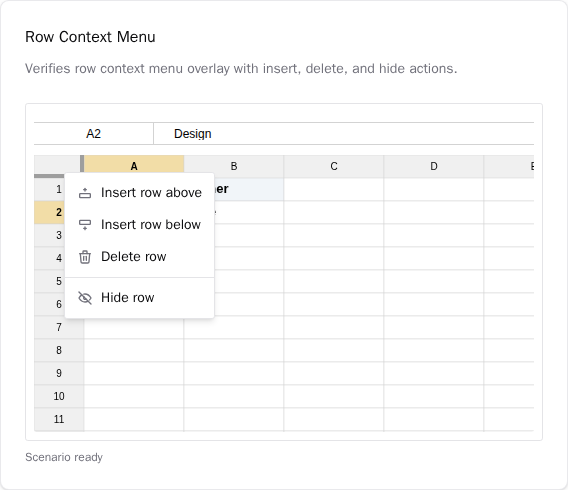 Row Context Menu
Verifies row context menu overlay with insert, delete, and hide actions.
A2 Design
A B C D
1
Insert row above
2
Insert row below
3
4 Delete row
5
6 Hide row
7
8
9
10
11
Scenario ready